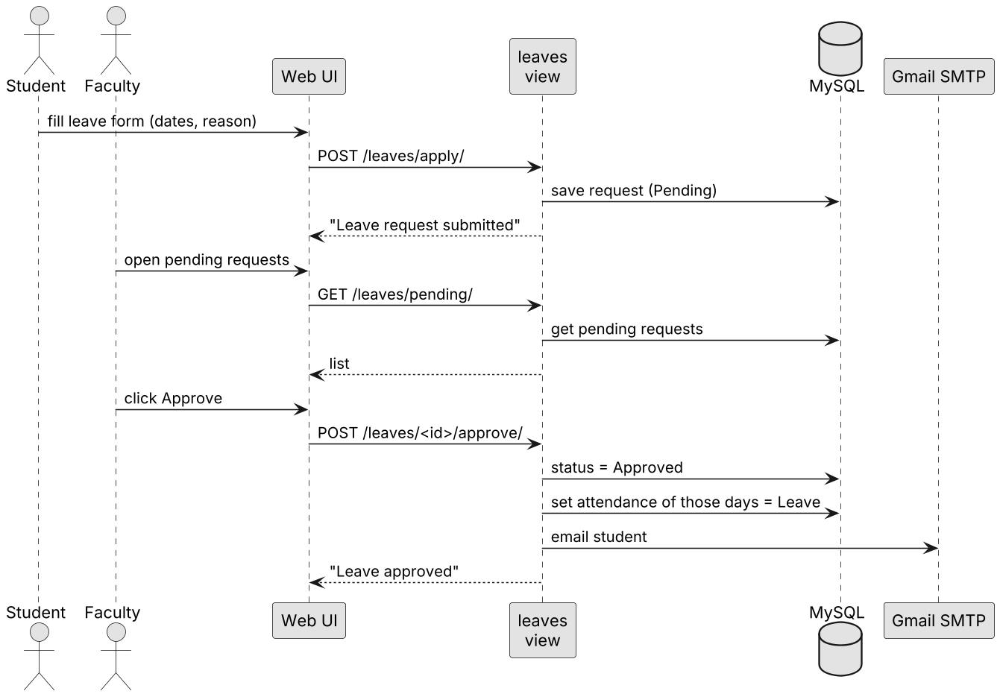 Student
Faculty
Web UI
leaves
view
MySQL
Gmail SMTP
fill leave form (dates, reason)
POST /leaves/apply/
save request (Pending)
"Leave request submitted"
open pending requests
GET /leaves/pending/
get pending requests
list
click Approve
POST /leaves/<id>/approve/
status = Approved
set attendance of those days = Leave
email student
"Leave approved"
Student
Faculty
Web UI
leaves
view
MySQL
Gmail SMTP